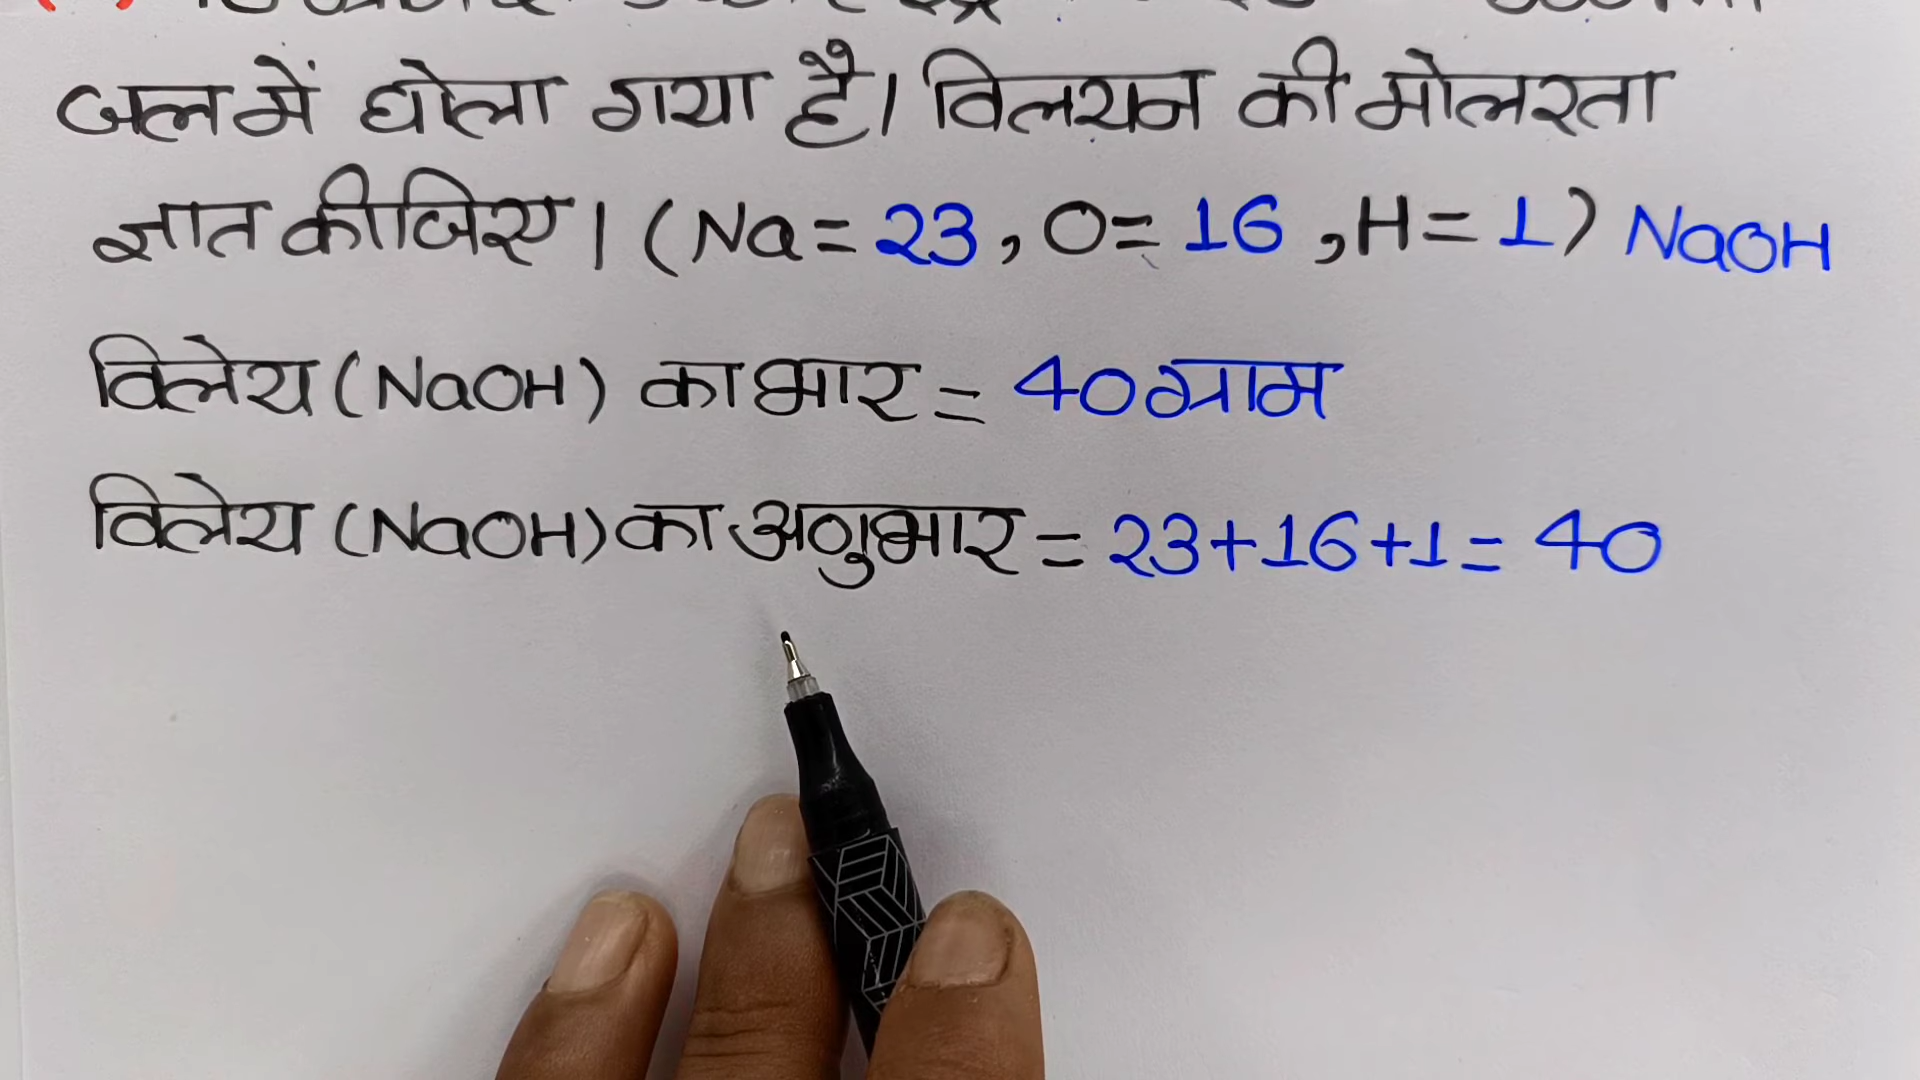 जल में घोला गया है। विलयन की मोलरता
ज्ञात कीजिए। (Na = 23, O = 16, H = 1) NaOH
विलेय (NaOH) का भार = 40 ग्राम
विलेय (NaOH) का अणुभार = 23+16+1 = 40